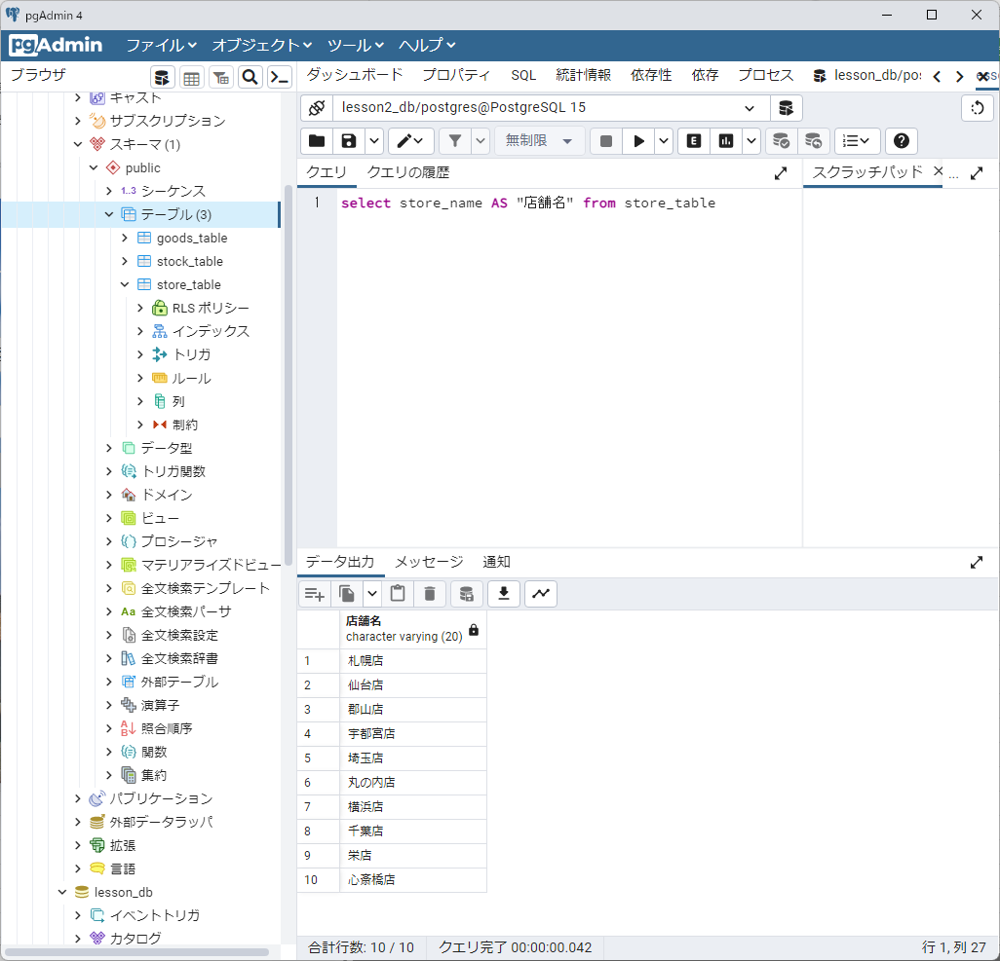 pgAdmin 4
pgAdmin ファイル オブジェクト ツール ヘルプ
ブラウザ
ダッシュボード プロパティ SQL 統計情報 依存性 依存 プロセス lesson_db/pos
lesson2_db/postgres@PostgreSQL 15
無制限
クエリ クエリの履歴 スクラッチパッド ...
1 select store_name AS "店舗名" from store_table
キャスト
サブスクリプション
スキーマ (1)
public
1..3 シーケンス
テーブル (3)
goods_table
stock_table
store_table
RLS ポリシー
インデックス
トリガ
ルール
列
制約
データ型
トリガ関数
ドメイン
ビュー
プロシージャ
マテリアライズドビュー
全文検索テンプレート
Aa 全文検索パーサ
全文検索設定
全文検索辞書
外部テーブル
演算子
照合順序
関数
集約
パブリケーション
外部データラッパ
拡張
言語
lesson_db
イベントトリガ
カタログ
データ出力 メッセージ 通知
店舗名
character varying (20)
1 札幌店
2 仙台店
3 郡山店
4 宇都宮店
5 埼玉店
6 丸の内店
7 横浜店
8 千葉店
9 栄店
10 心斎橋店
合計行数: 10 / 10 クエリ完了 00:00:00.042 行 1, 列 27